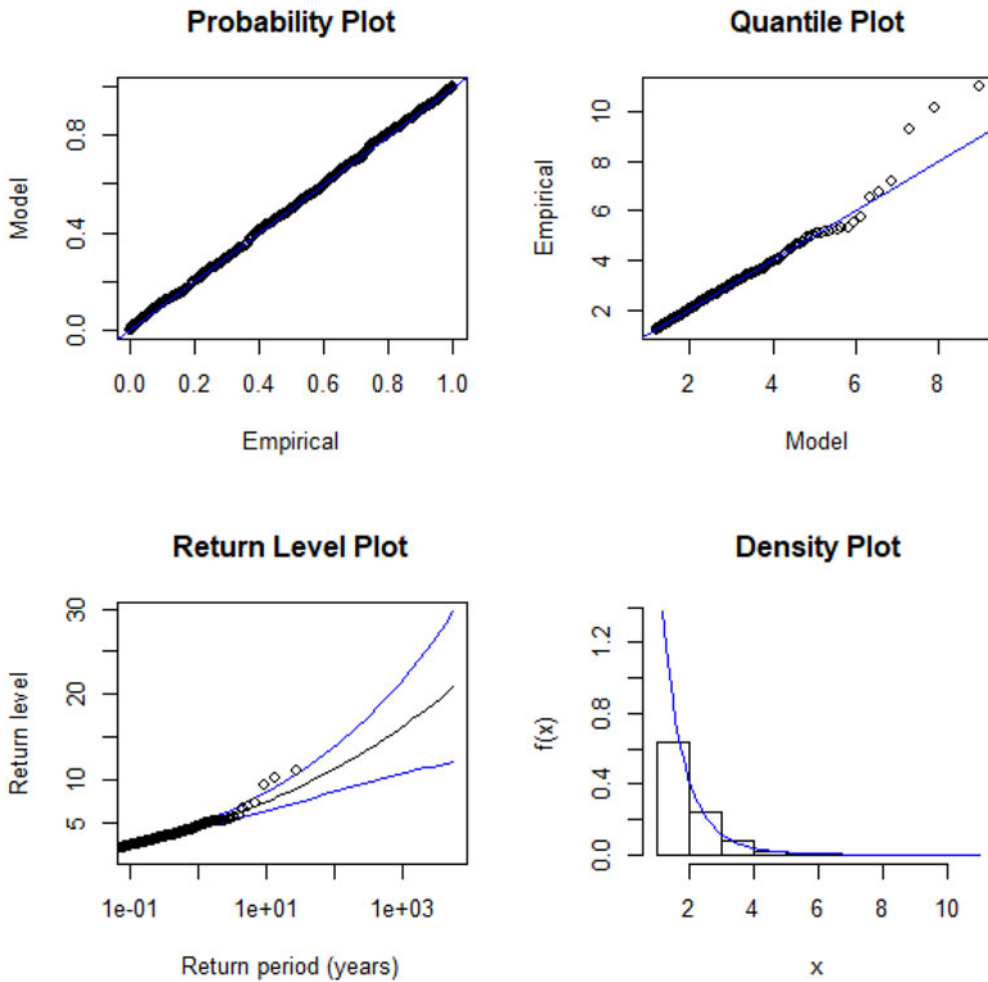 Probability Plot
Model
0.0 0.4 0.8
0.0 0.2 0.4 0.6 0.8 1.0
Empirical
Quantile Plot
Empirical
2 4 6 8 10
2 4 6 8
Model
Return Level Plot
Return level
5 10 20 30
1e-01 1e+01 1e+03
Return period (years)
Density Plot
f(x)
0.0 0.4 0.8 1.2
2 4 6 8 10
x